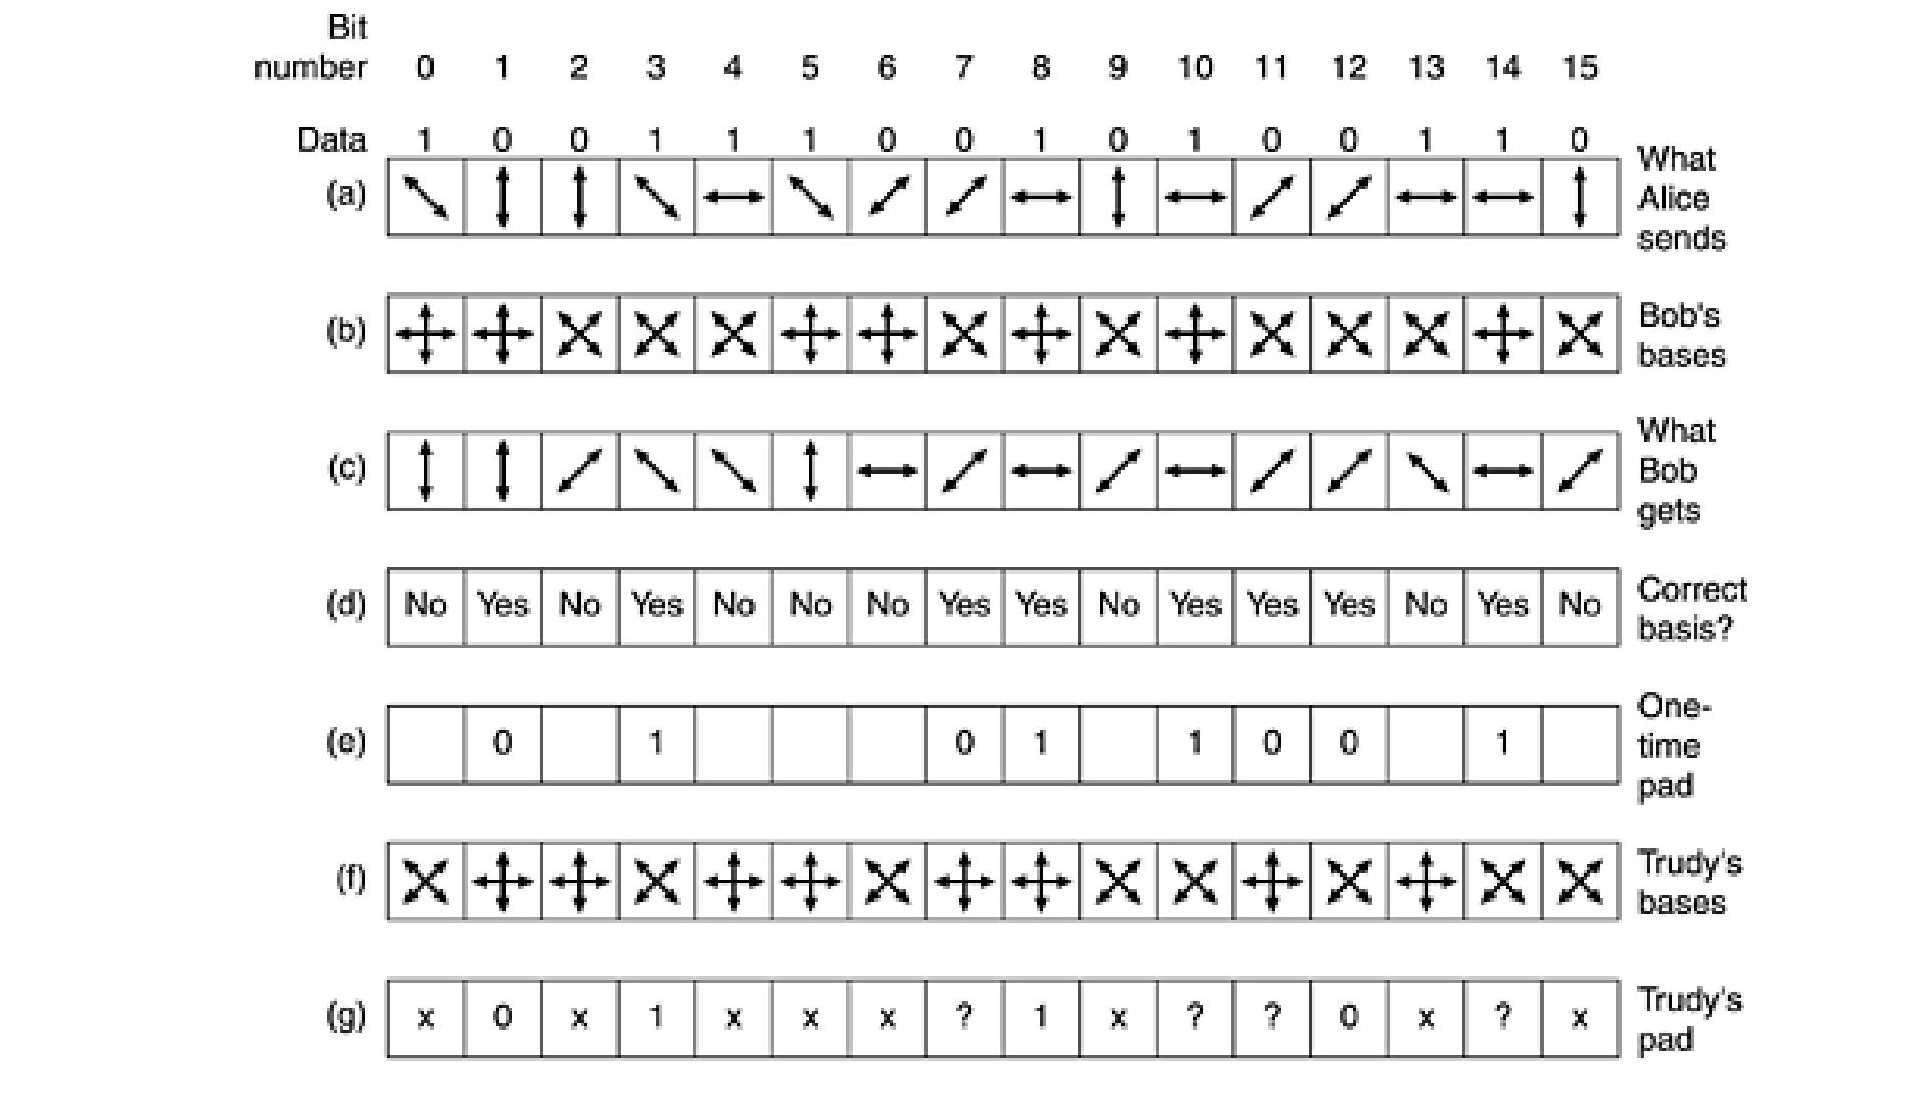 Bit
number 0 1 2 3 4 5 6 7 8 9 10 11 12 13 14 15
Data 1 0 0 1 1 1 0 0 1 0 1 0 0 1 1 0
(a) What
Alice
sends
(b) Bob's
bases
(c) What
Bob
gets
(d) No Yes No Yes No No No Yes Yes No Yes Yes Yes No Yes No Correct
basis?
(e) 0 1 0 1 1 0 0 1 One-
time
pad
(f) Trudy's
bases
(g) x 0 x 1 x x x ? 1 x ? ? 0 x ? x Trudy's
pad